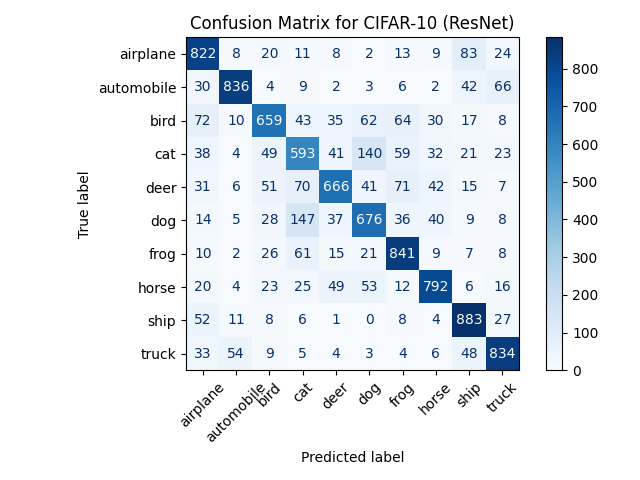 Confusion Matrix for CIFAR-10 (ResNet)
airplane 822 8 20 11 8 2 13 9 83 24
automobile 30 836 4 9 2 3 6 2 42 66
bird 72 10 659 43 35 62 64 30 17 8
cat 38 4 49 593 41 140 59 32 21 23
deer 31 6 51 70 666 41 71 42 15 7
dog 14 5 28 147 37 676 36 40 9 8
frog 10 2 26 61 15 21 841 9 7 8
horse 20 4 23 25 49 53 12 792 6 16
ship 52 11 8 6 1 0 8 4 883 27
truck 33 54 9 5 4 3 4 6 48 834
True label
airplane automobile bird cat deer dog frog horse ship truck
Predicted label
800
700
600
500
400
300
200
100
0